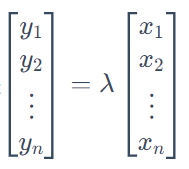 y1 x1
y2 = λ x2
⋮ ⋮
yn xn